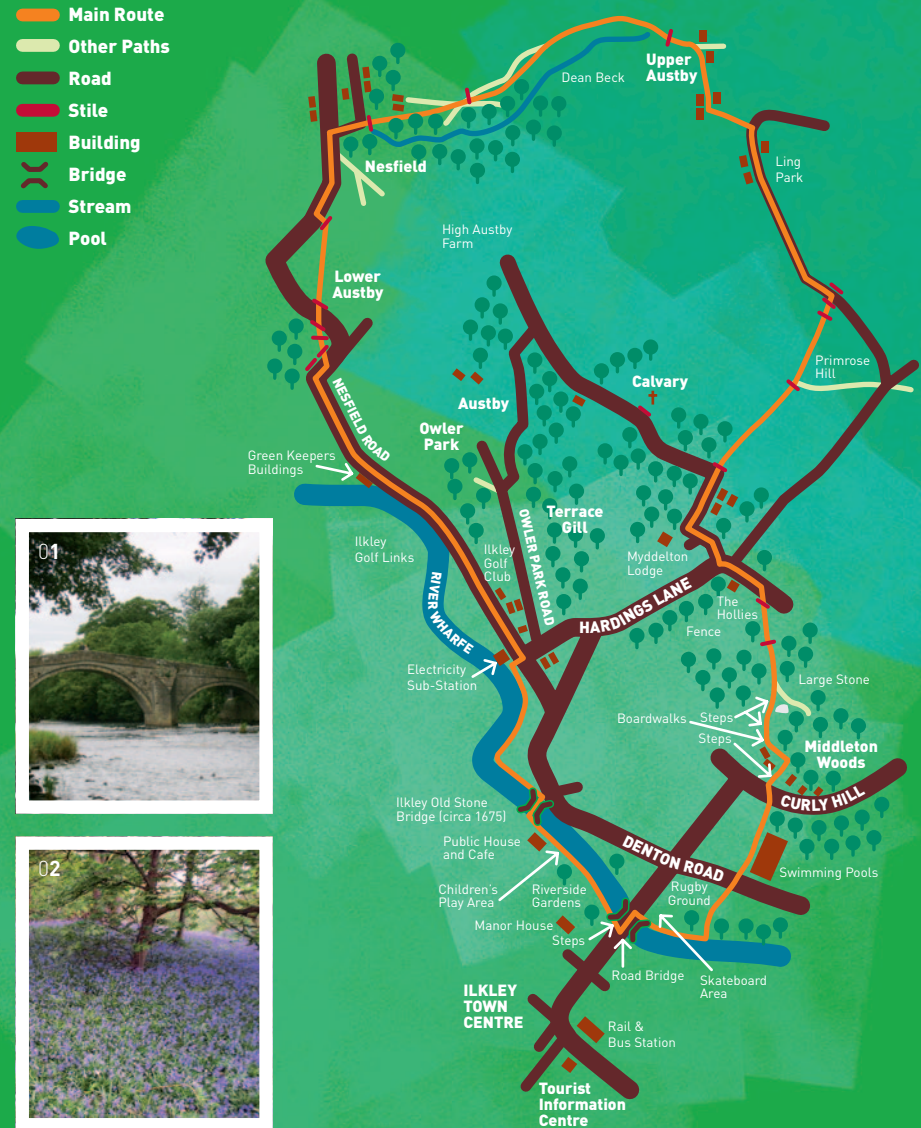 Main Route
Other Paths
Road
Stile
Building
Bridge
Stream
Pool
Upper
Austby
Dean Beck
Nesfield
Ling
Park
High Austby
Farm
Lower
Austby
Primrose
Hill
Calvary
Austby
NESFIELD ROAD
Owler
Park
Green Keepers
Buildings
Terrace
Gill
OWLER PARK ROAD
Ilkley
Golf Links
Ilkley
Golf
Club
Myddelton
Lodge
RIVER WHARFE
HARDINGS LANE
The
Hollies
Fence
Electricity
Sub-Station
Large Stone
Boardwalks
Steps
Steps
Middleton
Woods
CURLY HILL
Ilkley Old Stone
Bridge (circa 1675)
Public House
and Cafe
DENTON ROAD
Swimming Pools
Children's
Play Area
Riverside
Gardens
Rugby
Ground
Manor House
Steps
Road Bridge
Skateboard
Area
ILKLEY
TOWN
CENTRE
Rail &
Bus Station
Tourist
Information
Centre
01
02